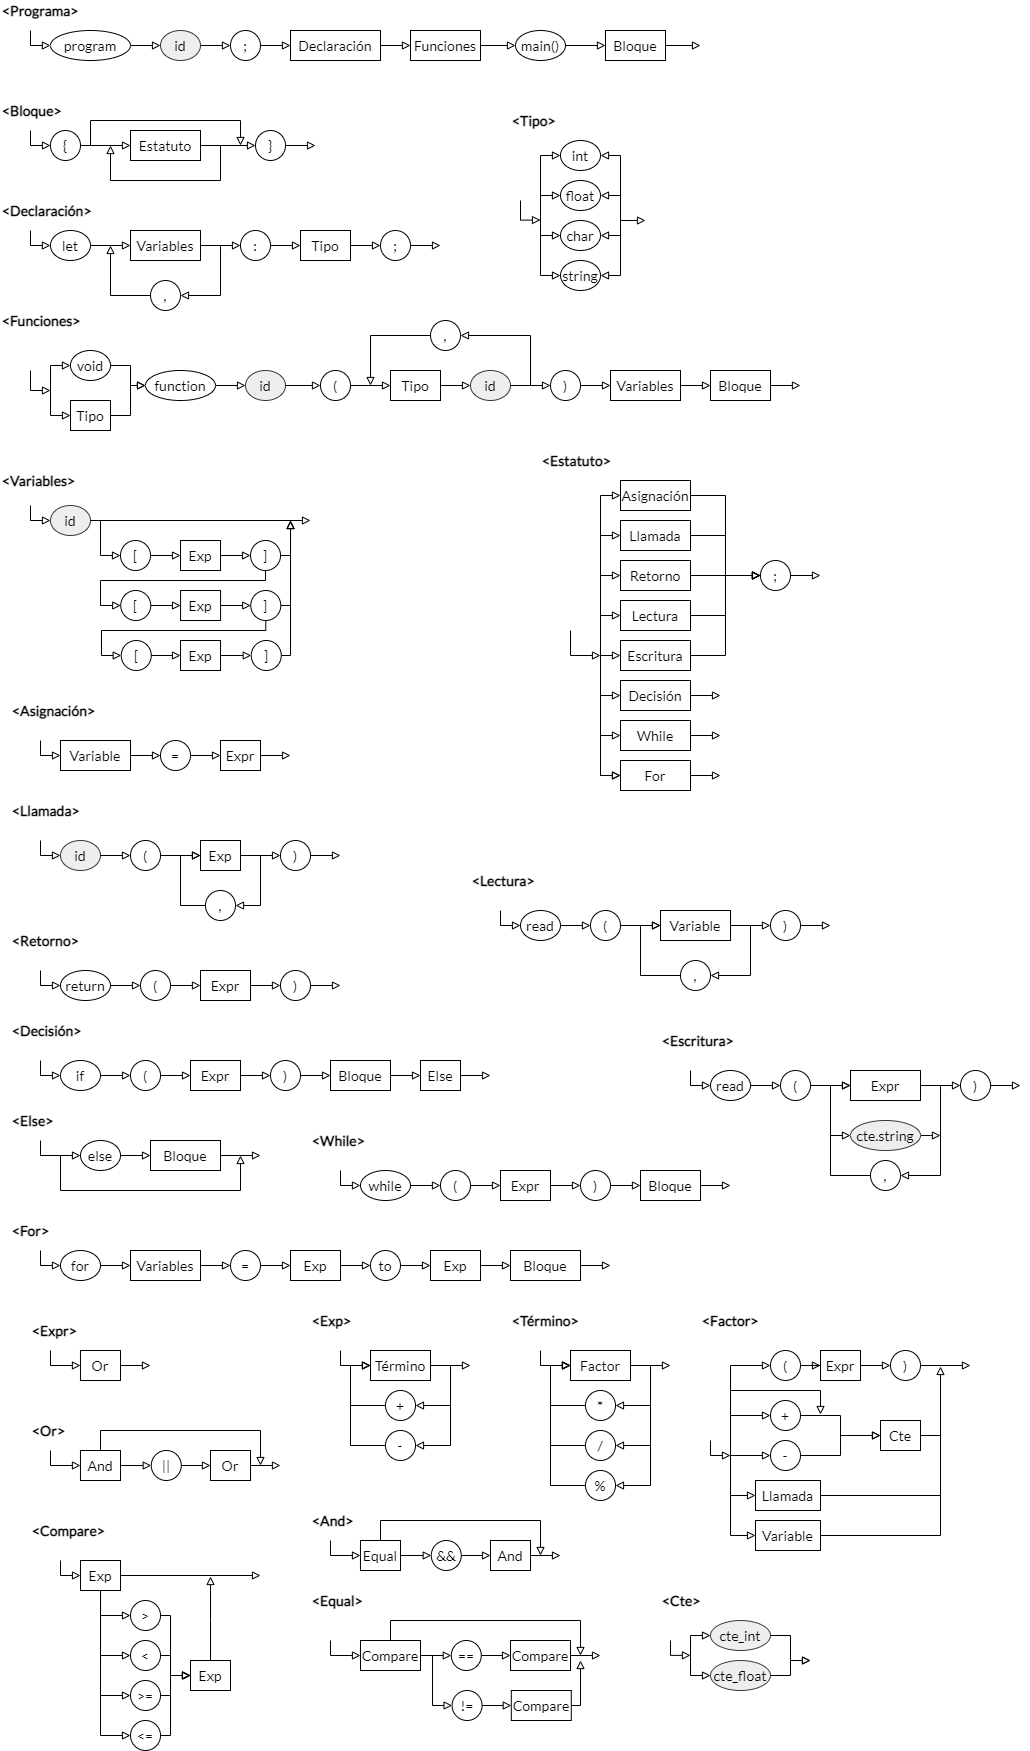 <Programa>
program id ; Declaración Funciones main() Bloque
<Bloque>
{ Estatuto }
<Tipo>
int
float
char
string
<Declaración>
let Variables : Tipo ;
,
<Funciones>
,
void
function id ( Tipo id ) Variables Bloque
Tipo
<Variables>
id
[ Exp ]
[ Exp ]
[ Exp ]
<Estatuto>
Asignación
Llamada
Retorno
;
Lectura
Escritura
Decisión
While
For
<Asignación>
Variable = Expr
<Llamada>
id ( Exp )
,
<Lectura>
read ( Variable )
,
<Retorno>
return ( Expr )
<Decisión>
if ( Expr ) Bloque Else
<Escritura>
read ( Expr )
cte.string
,
<Else>
else Bloque
<While>
while ( Expr ) Bloque
<For>
for Variables = Exp to Exp Bloque
<Expr>
Or
<Exp>
Término
+
-
<Término>
Factor
*
/
%
<Factor>
( Expr )
+
Cte
-
Llamada
Variable
<Or>
And || Or
<And>
Equal && And
<Compare>
Exp
>
<
Exp
>=
<=
<Equal>
Compare == Compare
!= Compare
<Cte>
cte_int
cte_float